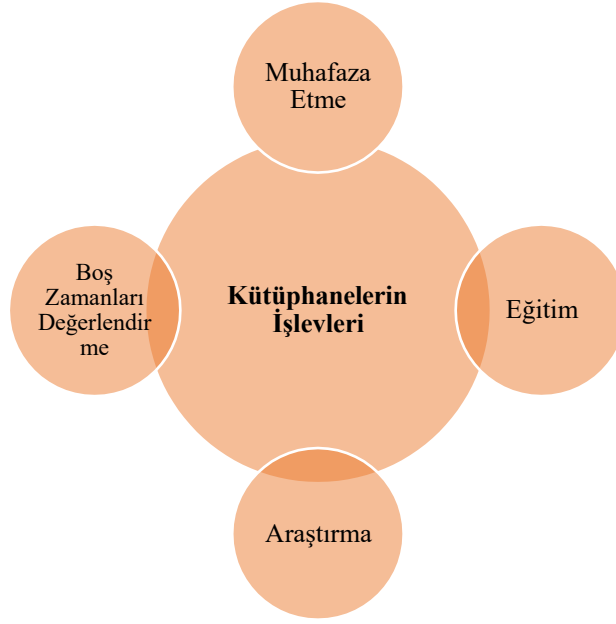 Muhafaza
Etme
Boş
Zamanları
Değerlendir
me
Kütüphanelerin
İşlevleri
Eğitim
Araştırma